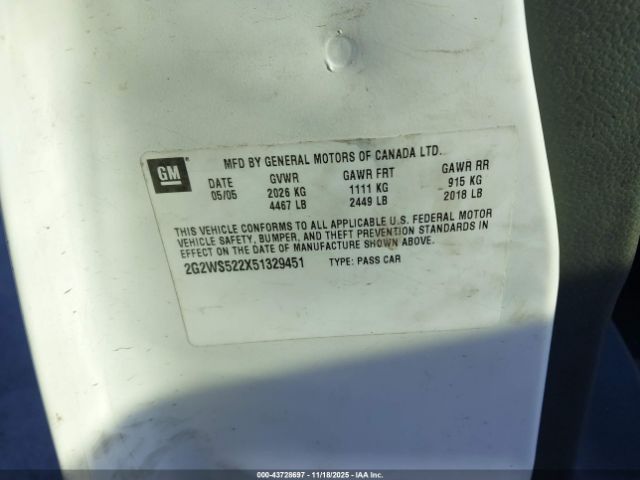 MFD BY GENERAL MOTORS OF CANADA LTD.
GM
DATE GVWR GAWR FRT GAWR RR
05/05 2026 KG 1111 KG 915 KG
4467 LB 2449 LB 2018 LB
THIS VEHICLE CONFORMS TO ALL APPLICABLE U.S. FEDERAL MOTOR
VEHICLE SAFETY, BUMPER, AND THEFT PREVENTION STANDARDS IN
EFFECT ON THE DATE OF MANUFACTURE SHOWN ABOVE.
2G2WS522X51329451 TYPE: PASS CAR
000-43728697 - 11/18/2025 - IAAI, Inc.